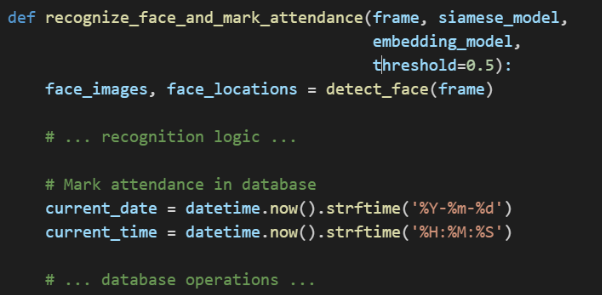 def recognize_face_and_mark_attendance(frame, siamese_model,
embedding_model,
threshold=0.5):
face_images, face_locations = detect_face(frame)
# ... recognition logic ...
# Mark attendance in database
current_date = datetime.now().strftime('%Y-%m-%d')
current_time = datetime.now().strftime('%H:%M:%S')
# ... database operations ...